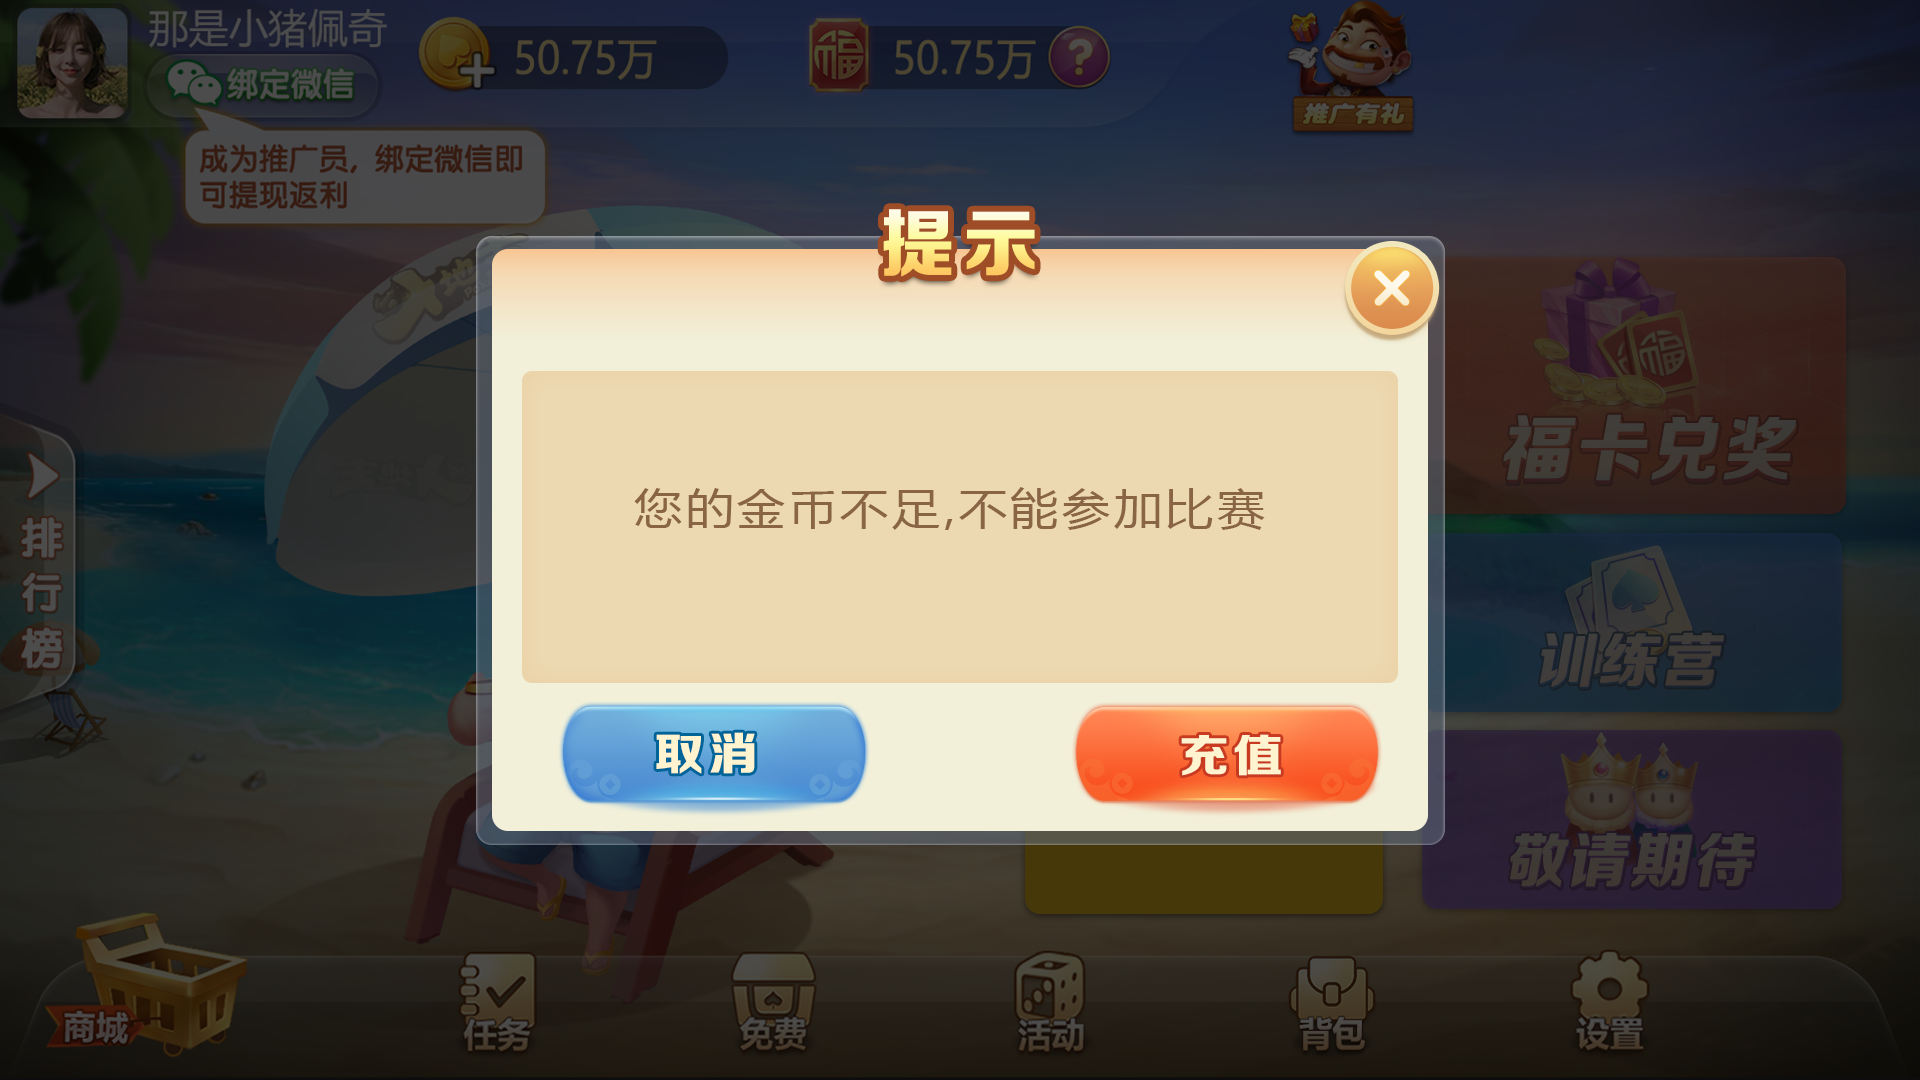 那是小猪佩奇
绑定微信
50.75万
福
50.75万
?
推广有礼
成为推广员，绑定微信即
可提现返利
提示
您的金币不足,不能参加比赛
取消
充值
排行榜
福
福卡兑奖
训练营
敬请期待
商城
任务
免费
活动
背包
设置